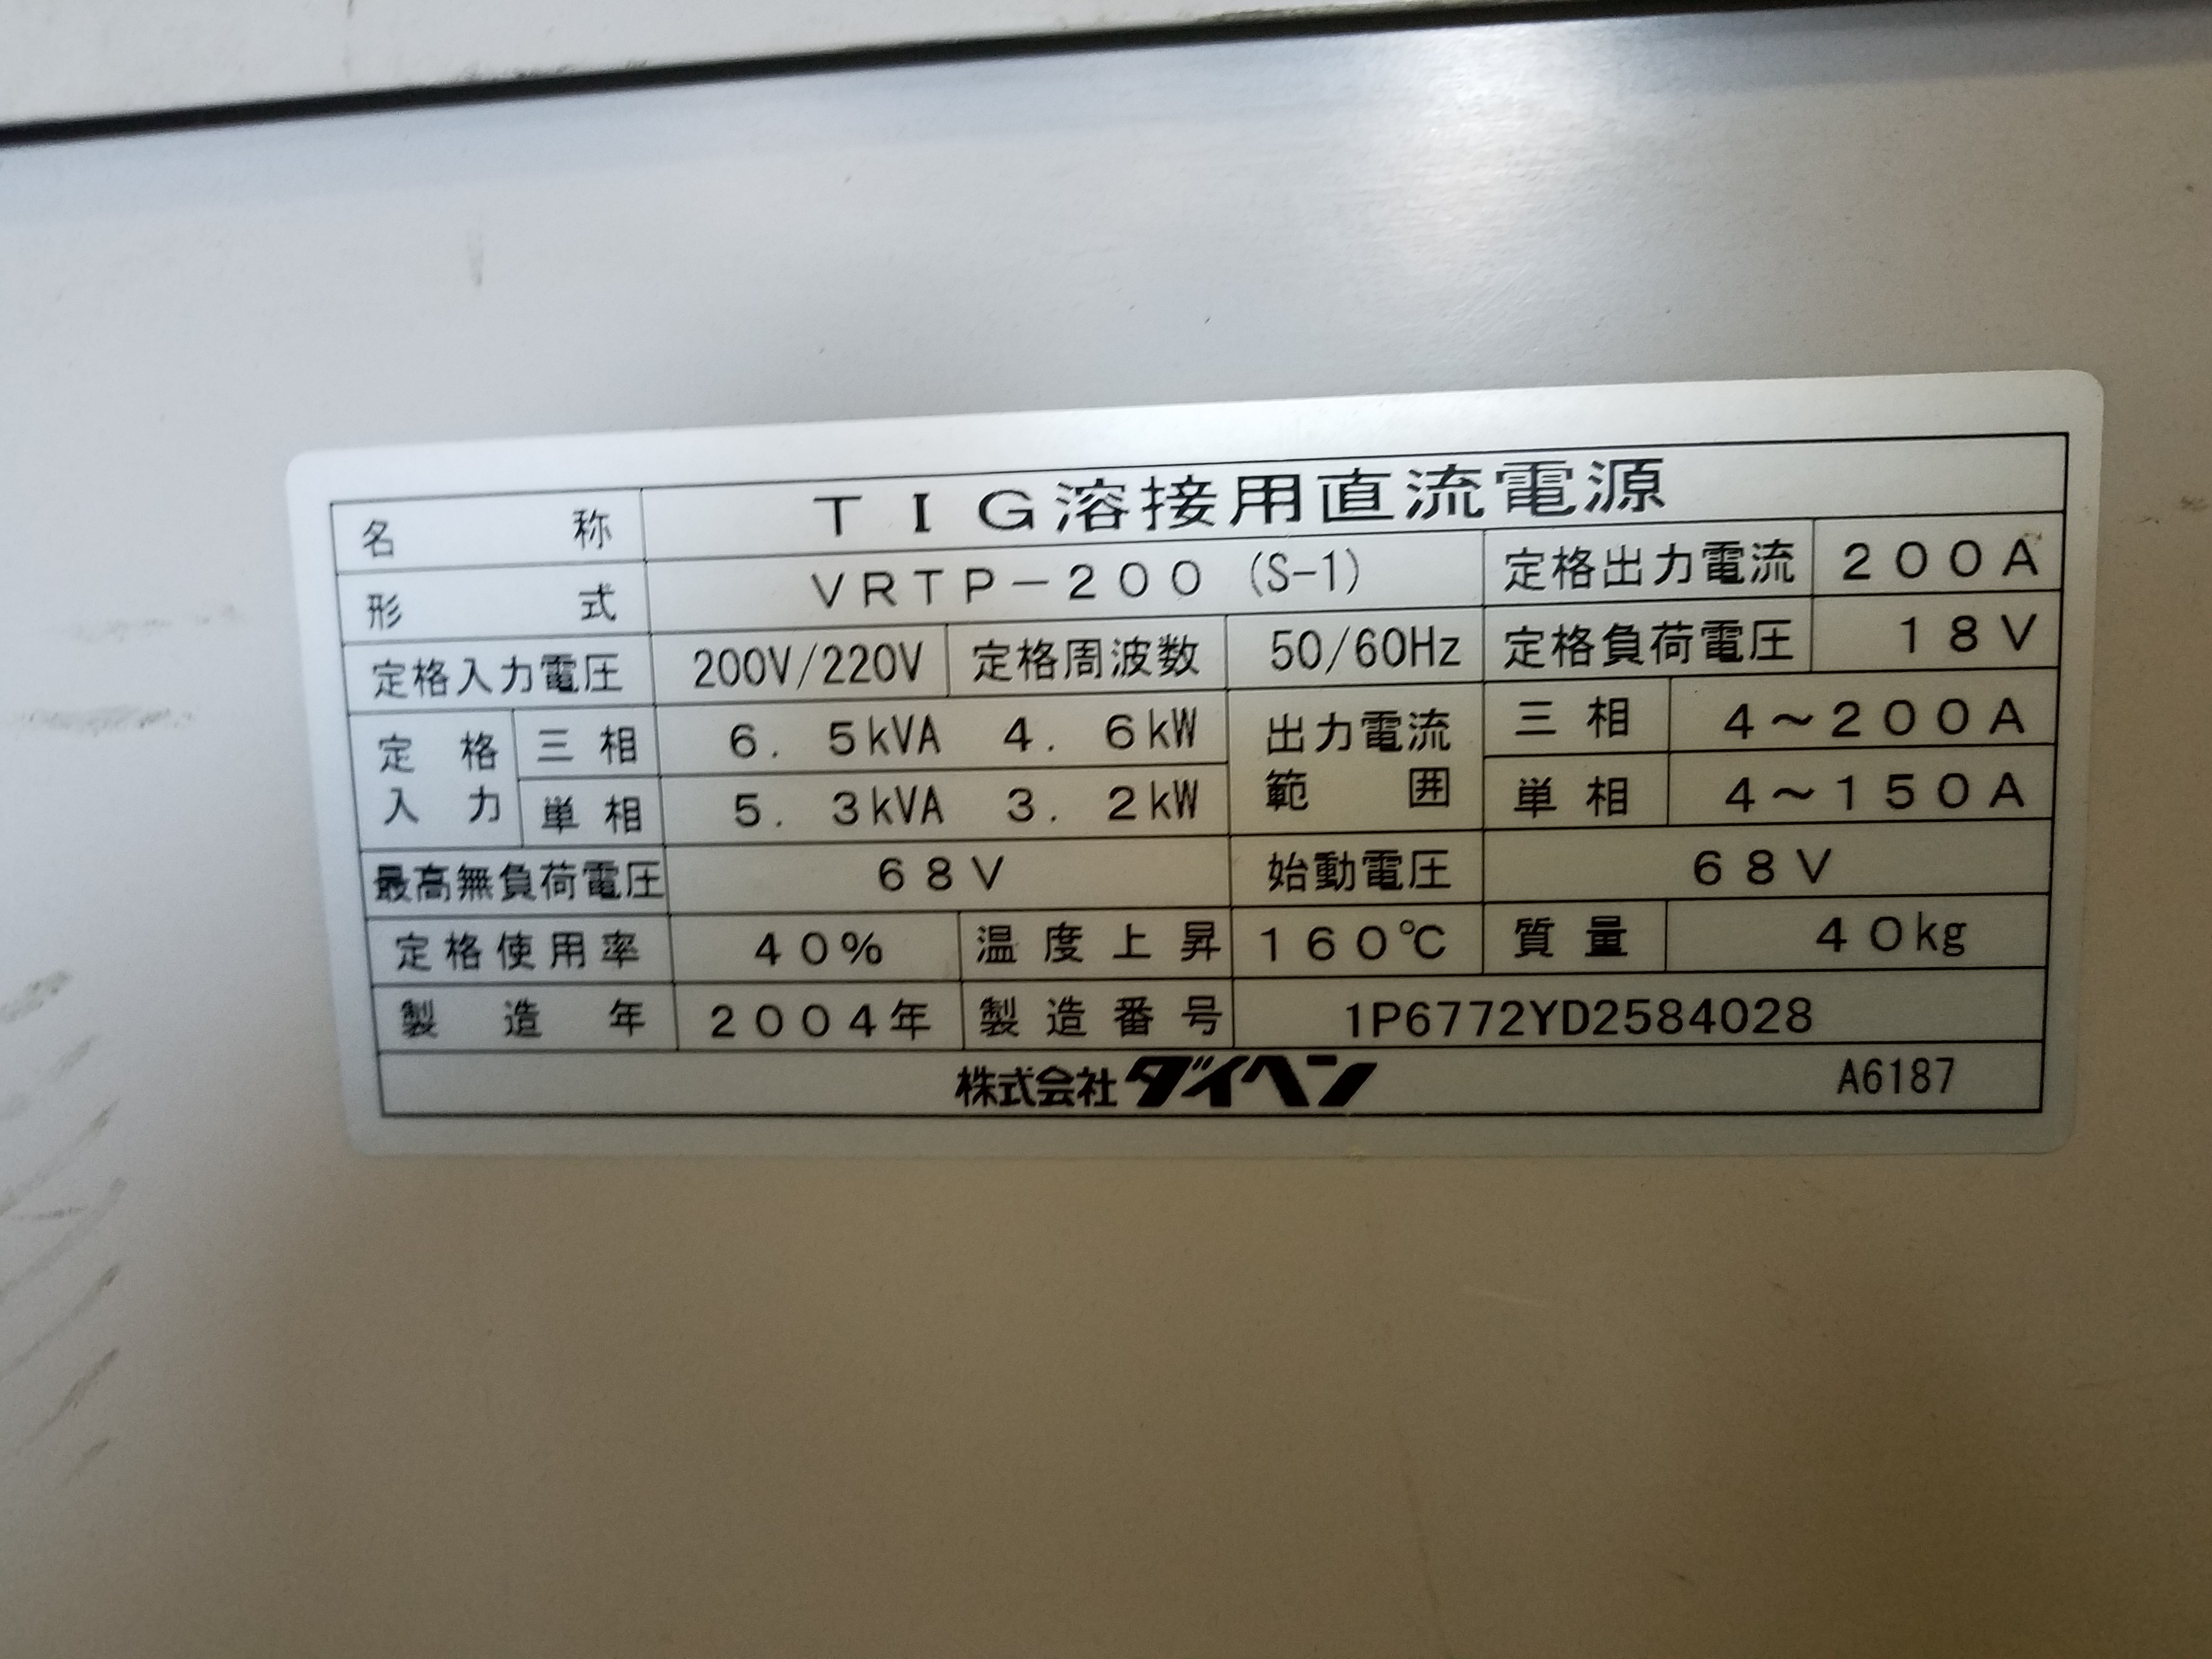 名称 TIG溶接用直流電源
形式 VRTP-200 (S-1) 定格出力電流 200A
定格入力電圧 200V/220V 定格周波数 50/60Hz 定格負荷電圧 18V
定格入力 三相 6.5kVA 4.6kW 出力電流範囲 三相 4~200A
単相 5.3kVA 3.2kW 単相 4~150A
最高無負荷電圧 68V 始動電圧 68V
定格使用率 40% 温度上昇 160℃ 質量 40kg
製造年 2004年 製造番号 1P6772YD2584028
株式会社ダイヘン A6187